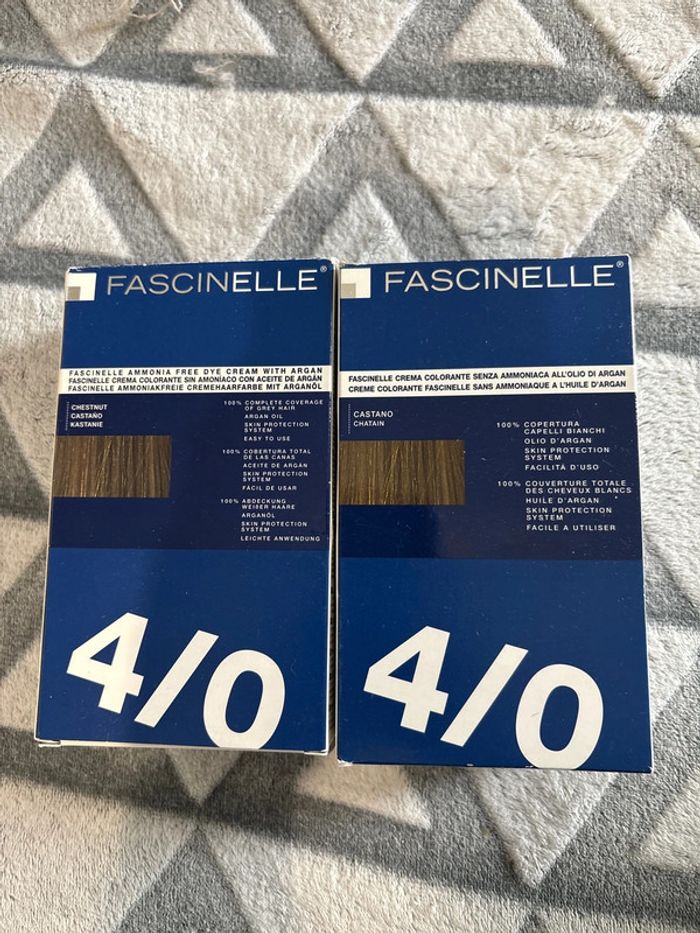 FASCINELLE®
FASCINELLE AMMONIA FREE DYE CREAM WITH ARGAN
FASCINELLE CREMA COLORANTE SIN AMONÍACO CON ACEITE DE ARGÁN
FASCINELLE AMMONIAKFREIE CREMEHAARFARBE MIT ARGANÖL
CHESTNUT
CASTAÑO
KASTANIE
100% COMPLETE COVERAGE
OF GREY HAIR
ARGAN OIL
SKIN PROTECTION
SYSTEM
EASY TO USE
100% COBERTURA TOTAL
DE LAS CANAS
ACEITE DE ARGÁN
SKIN PROTECTION
SYSTEM
FÁCIL DE USAR
100% ABDECKUNG
WEIßER HAARE
ARGANÖL
SKIN PROTECTION
SYSTEM
LEICHTE ANWENDUNG
4/0
FASCINELLE®
FASCINELLE CREMA COLORANTE SENZA AMMONIACA ALL'OLIO DI ARGAN
CREME COLORANTE FASCINELLE SANS AMMONIAQUE A L'HUILE D'ARGAN
CASTANO
CHATAIN
100% COPERTURA
CAPELLI BIANCHI
OLIO D'ARGAN
SKIN PROTECTION
SYSTEM
FACILITÀ D'USO
100% COUVERTURE TOTALE
DES CHEVEUX BLANCS
HUILE D'ARGAN
SKIN PROTECTION
SYSTEM
FACILE A UTILISER
4/0